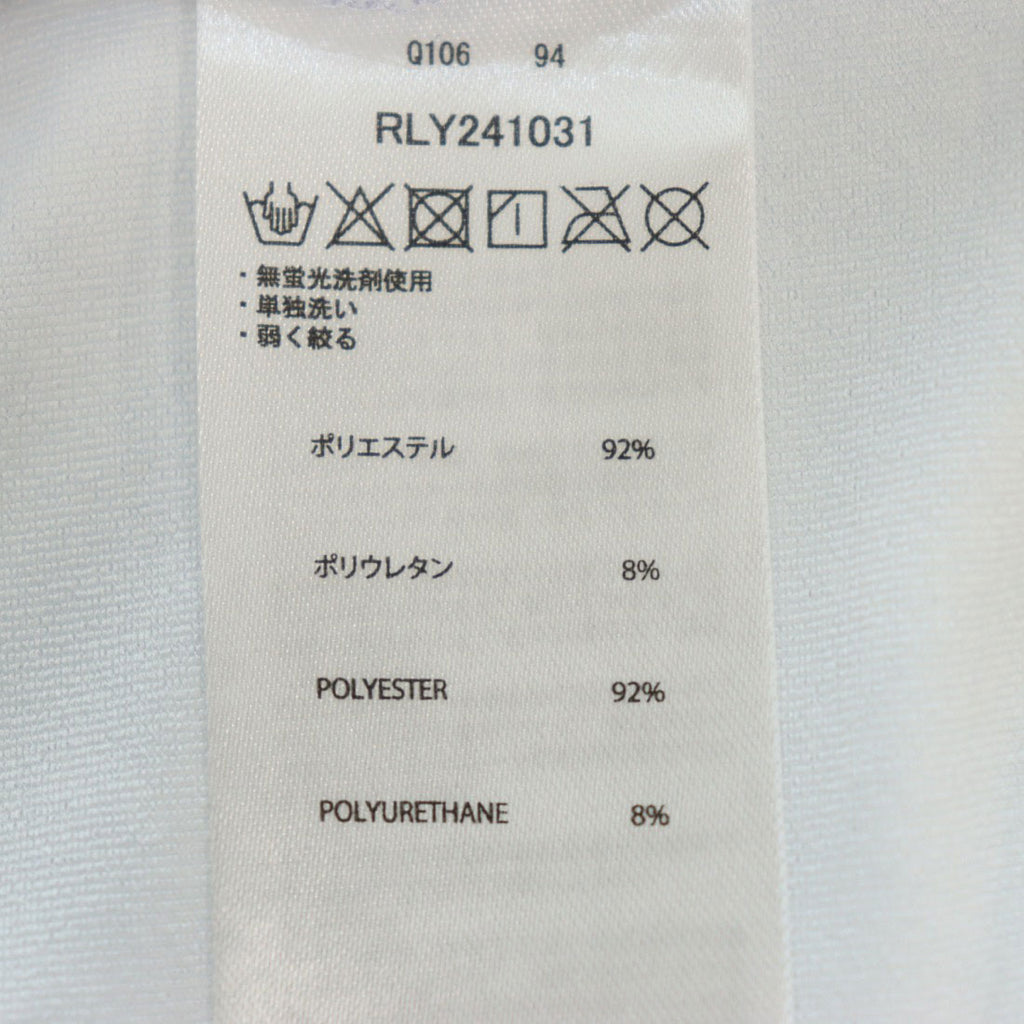 Q106 94
RLY241031
・無蛍光洗剤使用
・単独洗い
・弱く絞る
ポリエステル 92%
ポリウレタン 8%
POLYESTER 92%
POLYURETHANE 8%